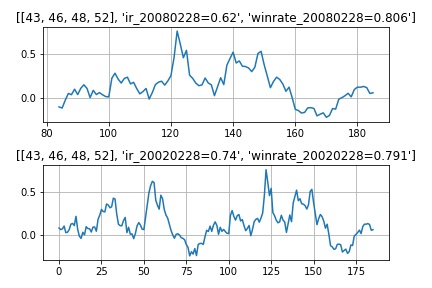 [[43, 46, 48, 52], 'ir_20080228=0.62', 'winrate_20080228=0.806']
0.5
0.0
80 100 120 140 160 180
[[43, 46, 48, 52], 'ir_20020228=0.74', 'winrate_20020228=0.791']
0.5
0.0
0 25 50 75 100 125 150 175